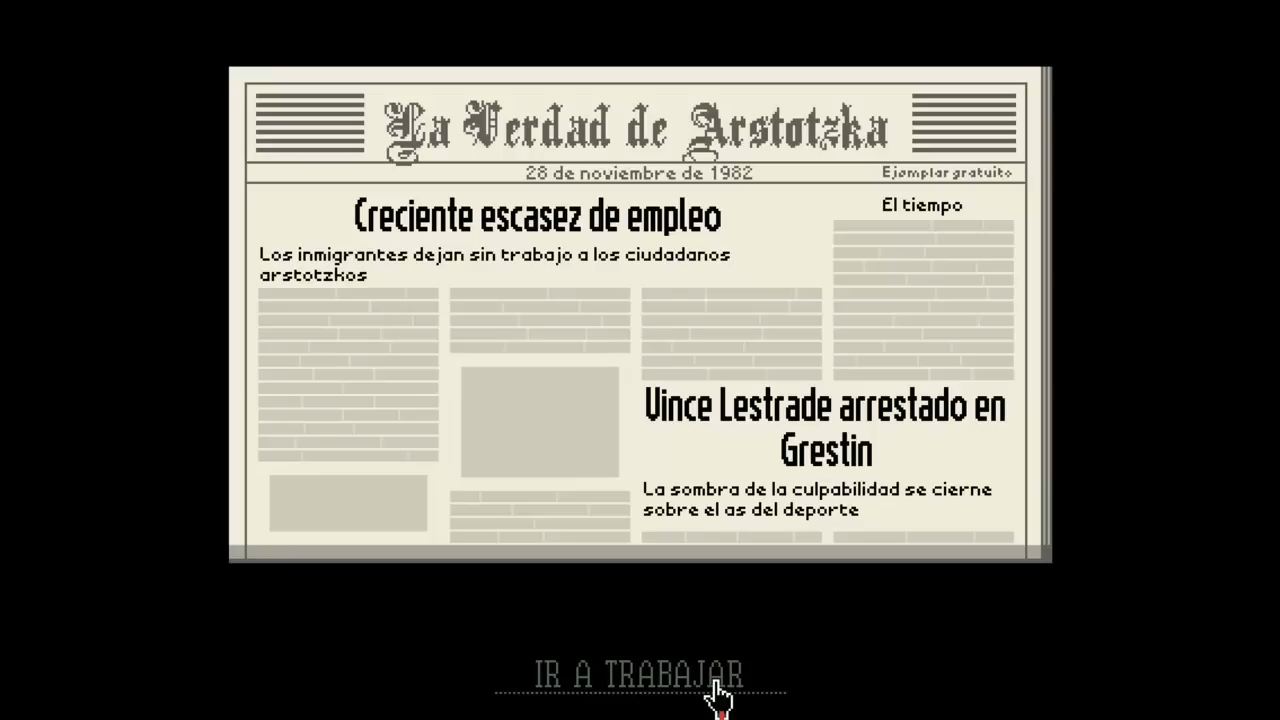 La Verdad de Arstotzka
28 de noviembre de 1982
Ejemplar gratuito
Creciente escasez de empleo
Los inmigrantes dejan sin trabajo a los ciudadanos
arstotzkos
El tiempo
Vince Lestrade arrestado en
Grestin
La sombra de la culpabilidad se cierne
sobre el as del deporte
IR A TRABAJAR